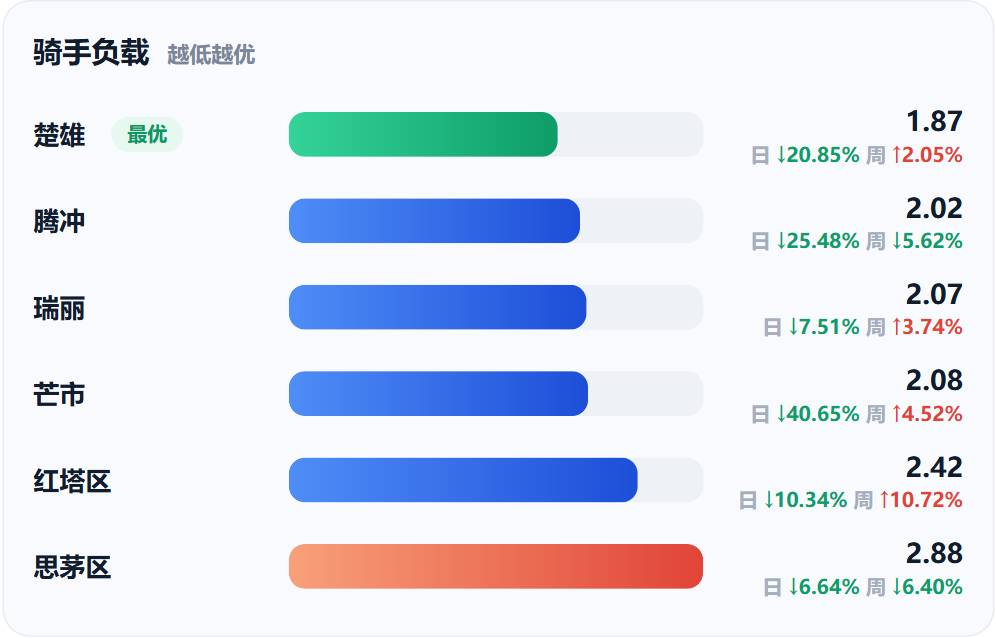 骑手负载 越低越优
楚雄 最优 1.87
日 ↓20.85% 周 ↑2.05%
腾冲 2.02
日 ↓25.48% 周 ↓5.62%
瑞丽 2.07
日 ↓7.51% 周 ↑3.74%
芒市 2.08
日 ↓40.65% 周 ↑4.52%
红塔区 2.42
日 ↓10.34% 周 ↑10.72%
思茅区 2.88
日 ↓6.64% 周 ↓6.40%